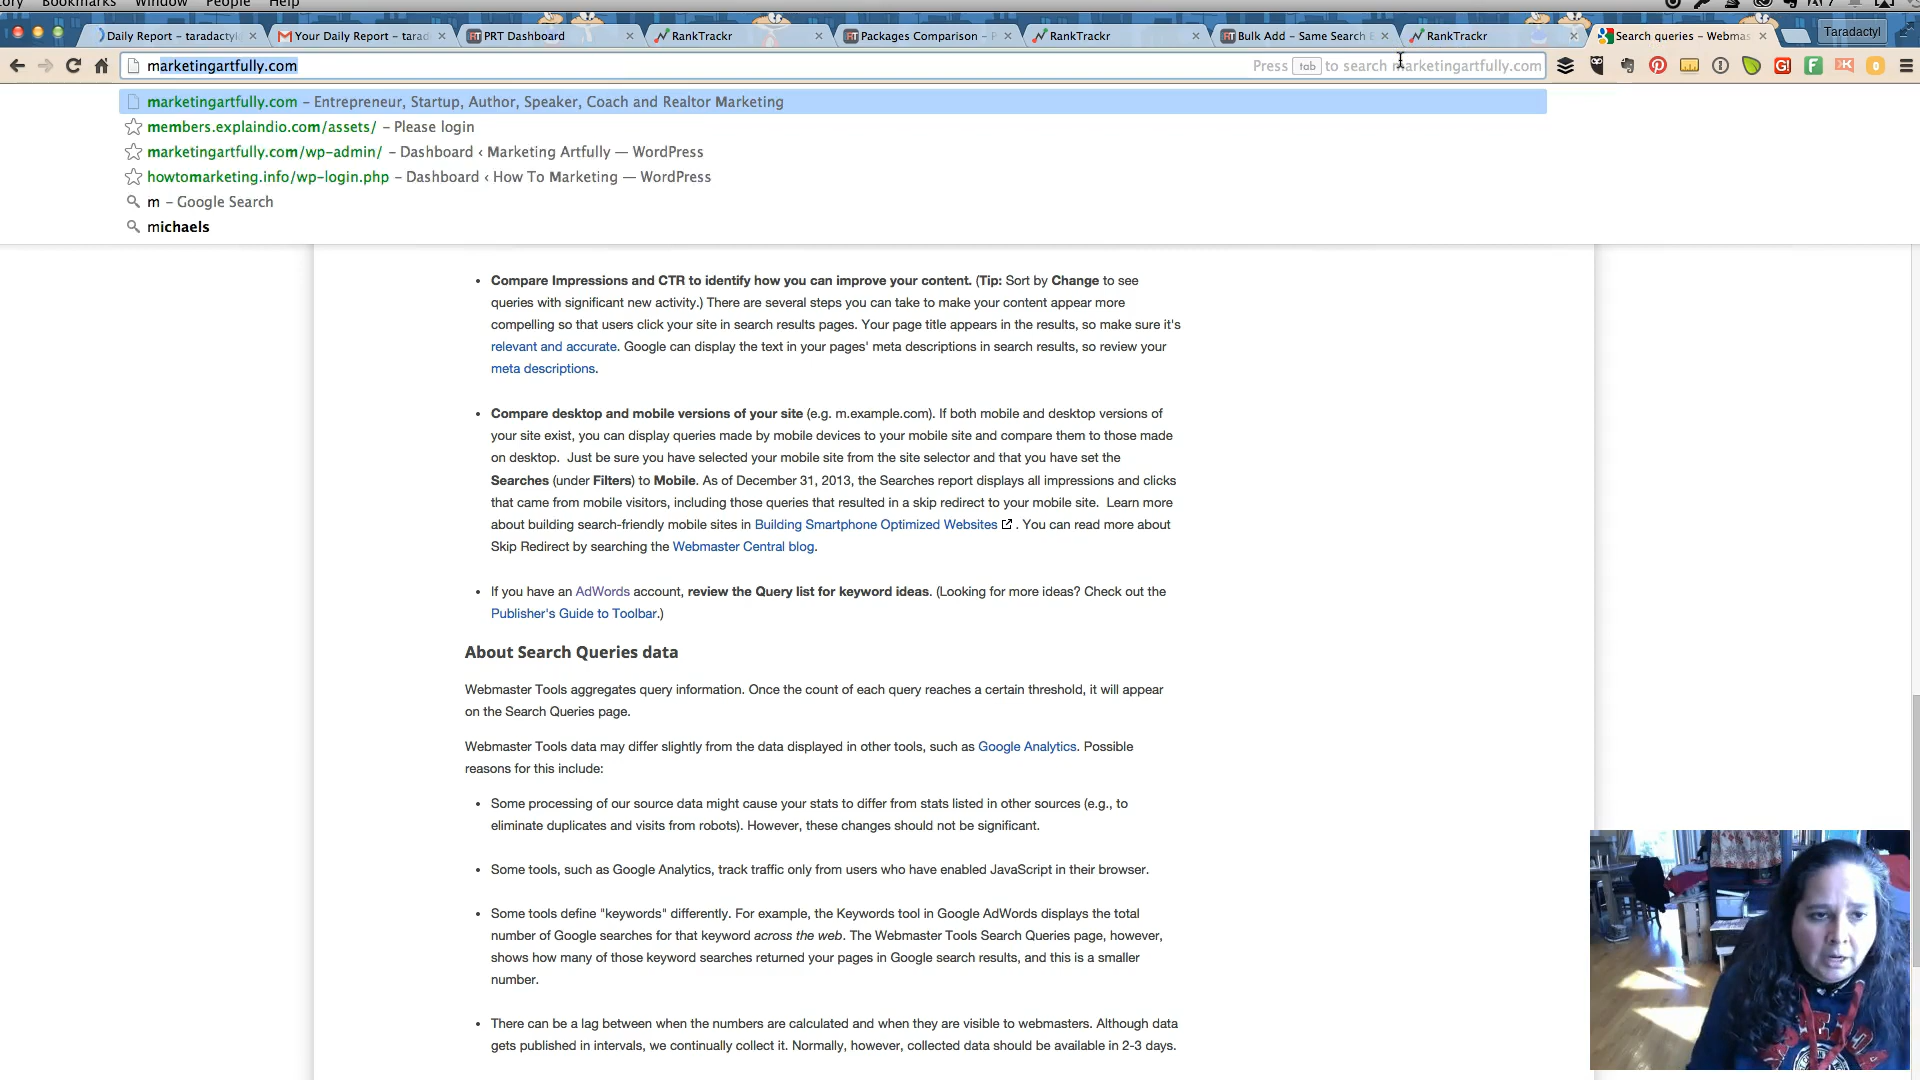 Bookmarks Window People Help
Daily Report – taradactyl
Your Daily Report – tarad
PRT Dashboard
RankTrackr
Packages Comparison – P
RankTrackr
Bulk Add – Same Search E
RankTrackr
Search queries – Webmas
Taradactyl
marketingartfully.com
Press tab to search marketingartfully.com
marketingartfully.com – Entrepreneur, Startup, Author, Speaker, Coach and Realtor Marketing
members.explaindio.com/assets/ – Please login
marketingartfully.com/wp-admin/ – Dashboard ‹ Marketing Artfully — WordPress
howtomarketing.info/wp-login.php – Dashboard ‹ How To Marketing — WordPress
m – Google Search
michaels
• Compare Impressions and CTR to identify how you can improve your content. (Tip: Sort by Change to see
queries with significant new activity.) There are several steps you can take to make your content appear more
compelling so that users click your site in search results pages. Your page title appears in the results, so make sure it's
relevant and accurate. Google can display the text in your pages' meta descriptions in search results, so review your
meta descriptions.
• Compare desktop and mobile versions of your site (e.g. m.example.com). If both mobile and desktop versions of
your site exist, you can display queries made by mobile devices to your mobile site and compare them to those made
on desktop. Just be sure you have selected your mobile site from the site selector and that you have set the
Searches (under Filters) to Mobile. As of December 31, 2013, the Searches report displays all impressions and clicks
that came from mobile visitors, including those queries that resulted in a skip redirect to your mobile site. Learn more
about building search-friendly mobile sites in Building Smartphone Optimized Websites . You can read more about
Skip Redirect by searching the Webmaster Central blog.
• If you have an AdWords account, review the Query list for keyword ideas. (Looking for more ideas? Check out the
Publisher's Guide to Toolbar.)
About Search Queries data
Webmaster Tools aggregates query information. Once the count of each query reaches a certain threshold, it will appear
on the Search Queries page.
Webmaster Tools data may differ slightly from the data displayed in other tools, such as Google Analytics. Possible
reasons for this include:
• Some processing of our source data might cause your stats to differ from stats listed in other sources (e.g., to
eliminate duplicates and visits from robots). However, these changes should not be significant.
• Some tools, such as Google Analytics, track traffic only from users who have enabled JavaScript in their browser.
• Some tools define "keywords" differently. For example, the Keywords tool in Google AdWords displays the total
number of Google searches for that keyword across the web. The Webmaster Tools Search Queries page, however,
shows how many of those keyword searches returned your pages in Google search results, and this is a smaller
number.
• There can be a lag between when the numbers are calculated and when they are visible to webmasters. Although data
gets published in intervals, we continually collect it. Normally, however, collected data should be available in 2-3 days.